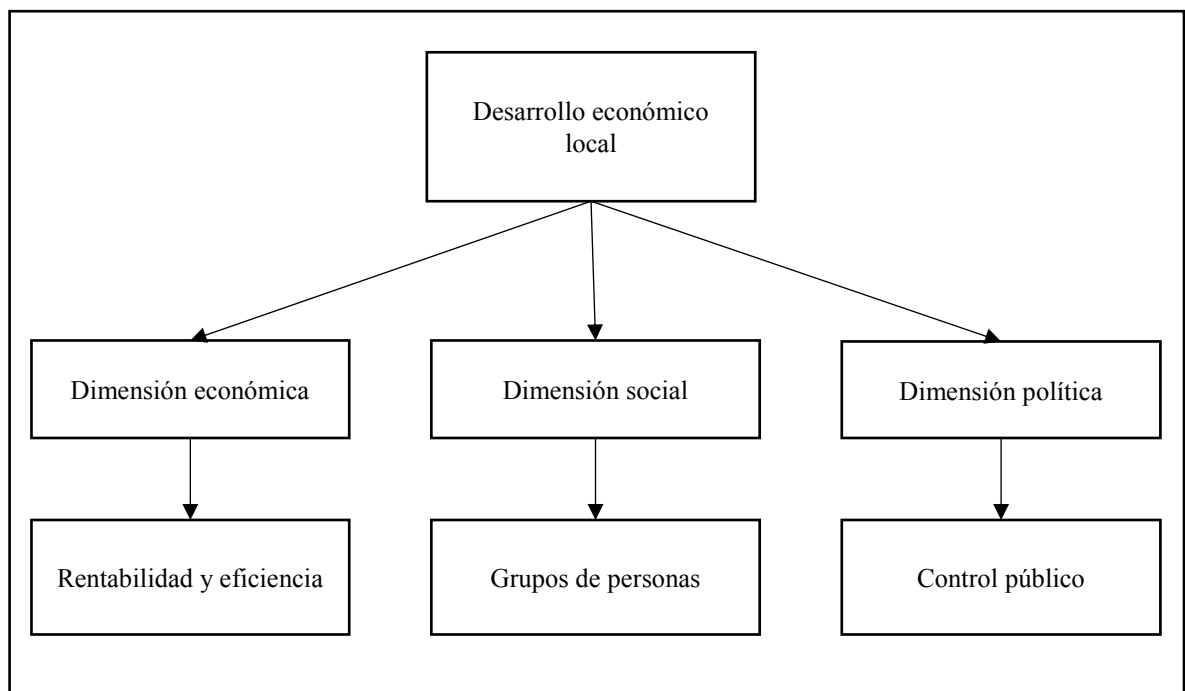 Desarrollo económico
local
Dimensión económica
Dimensión social
Dimensión política
Rentabilidad y eficiencia
Grupos de personas
Control público